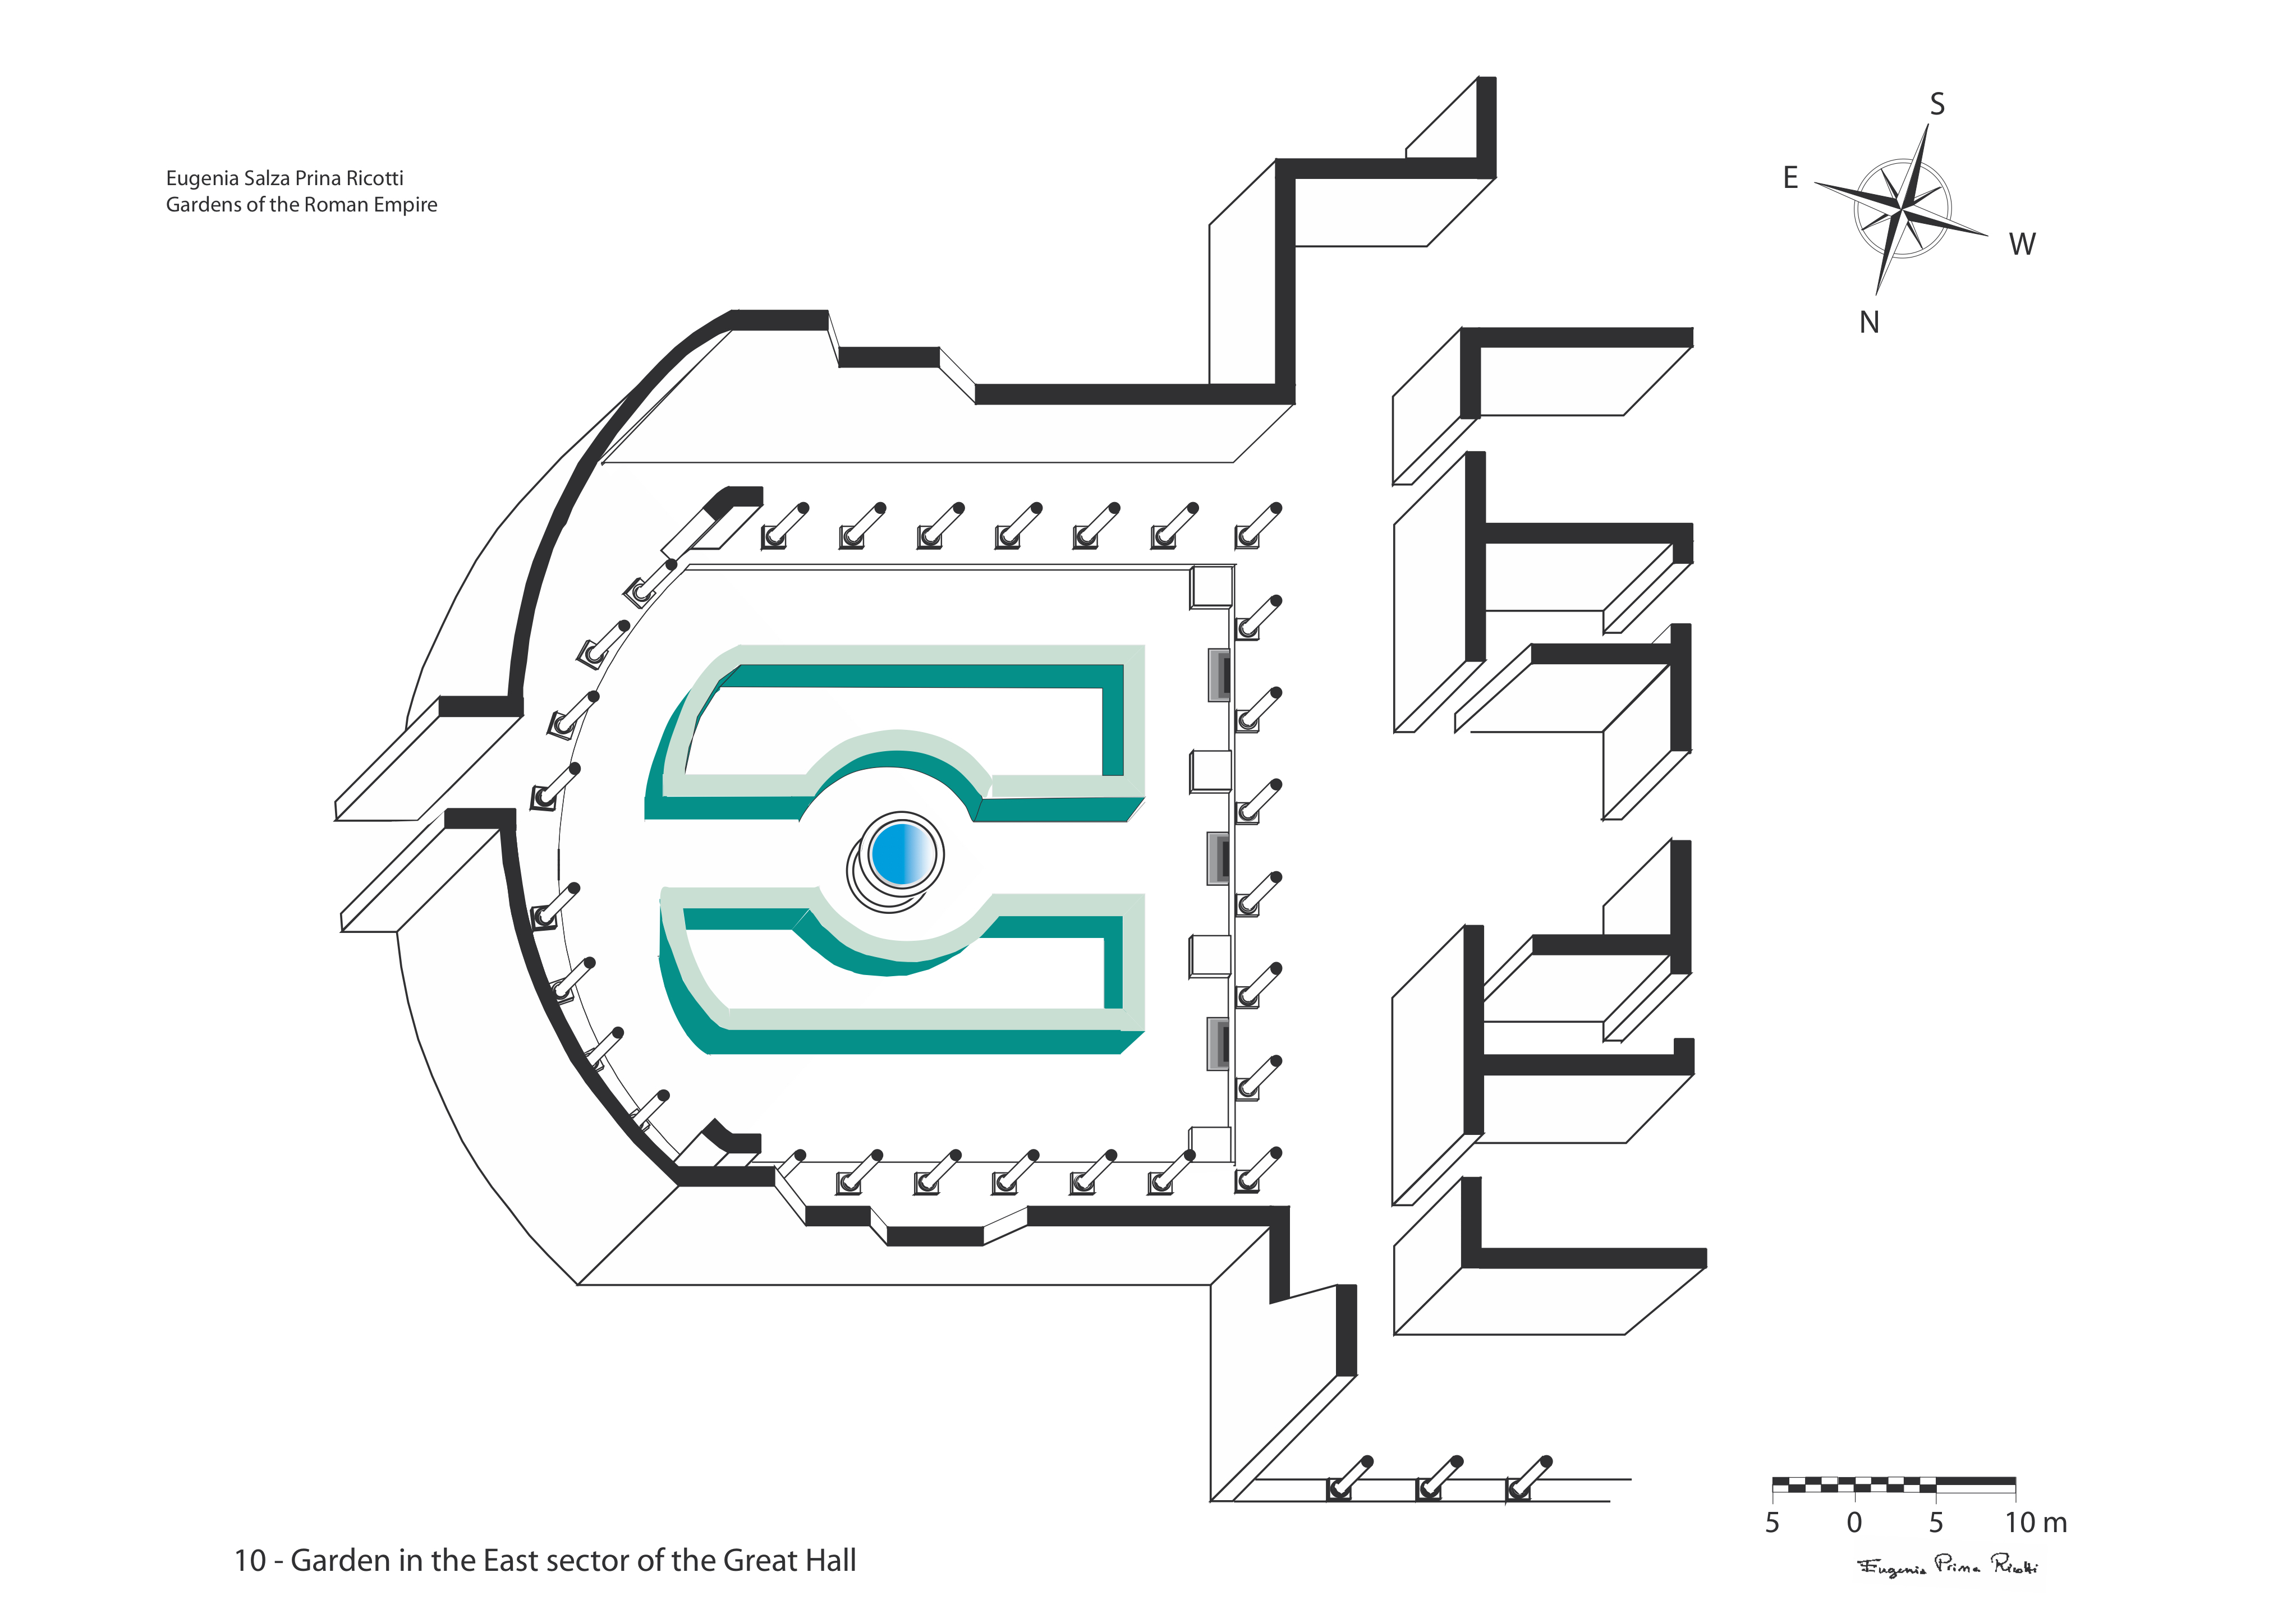 Eugenia Salza Prina Ricotti
Gardens of the Roman Empire
S
E
W
N
5 0 5 10 m
Eugenia Prina Ricotti
10 - Garden in the East sector of the Great Hall